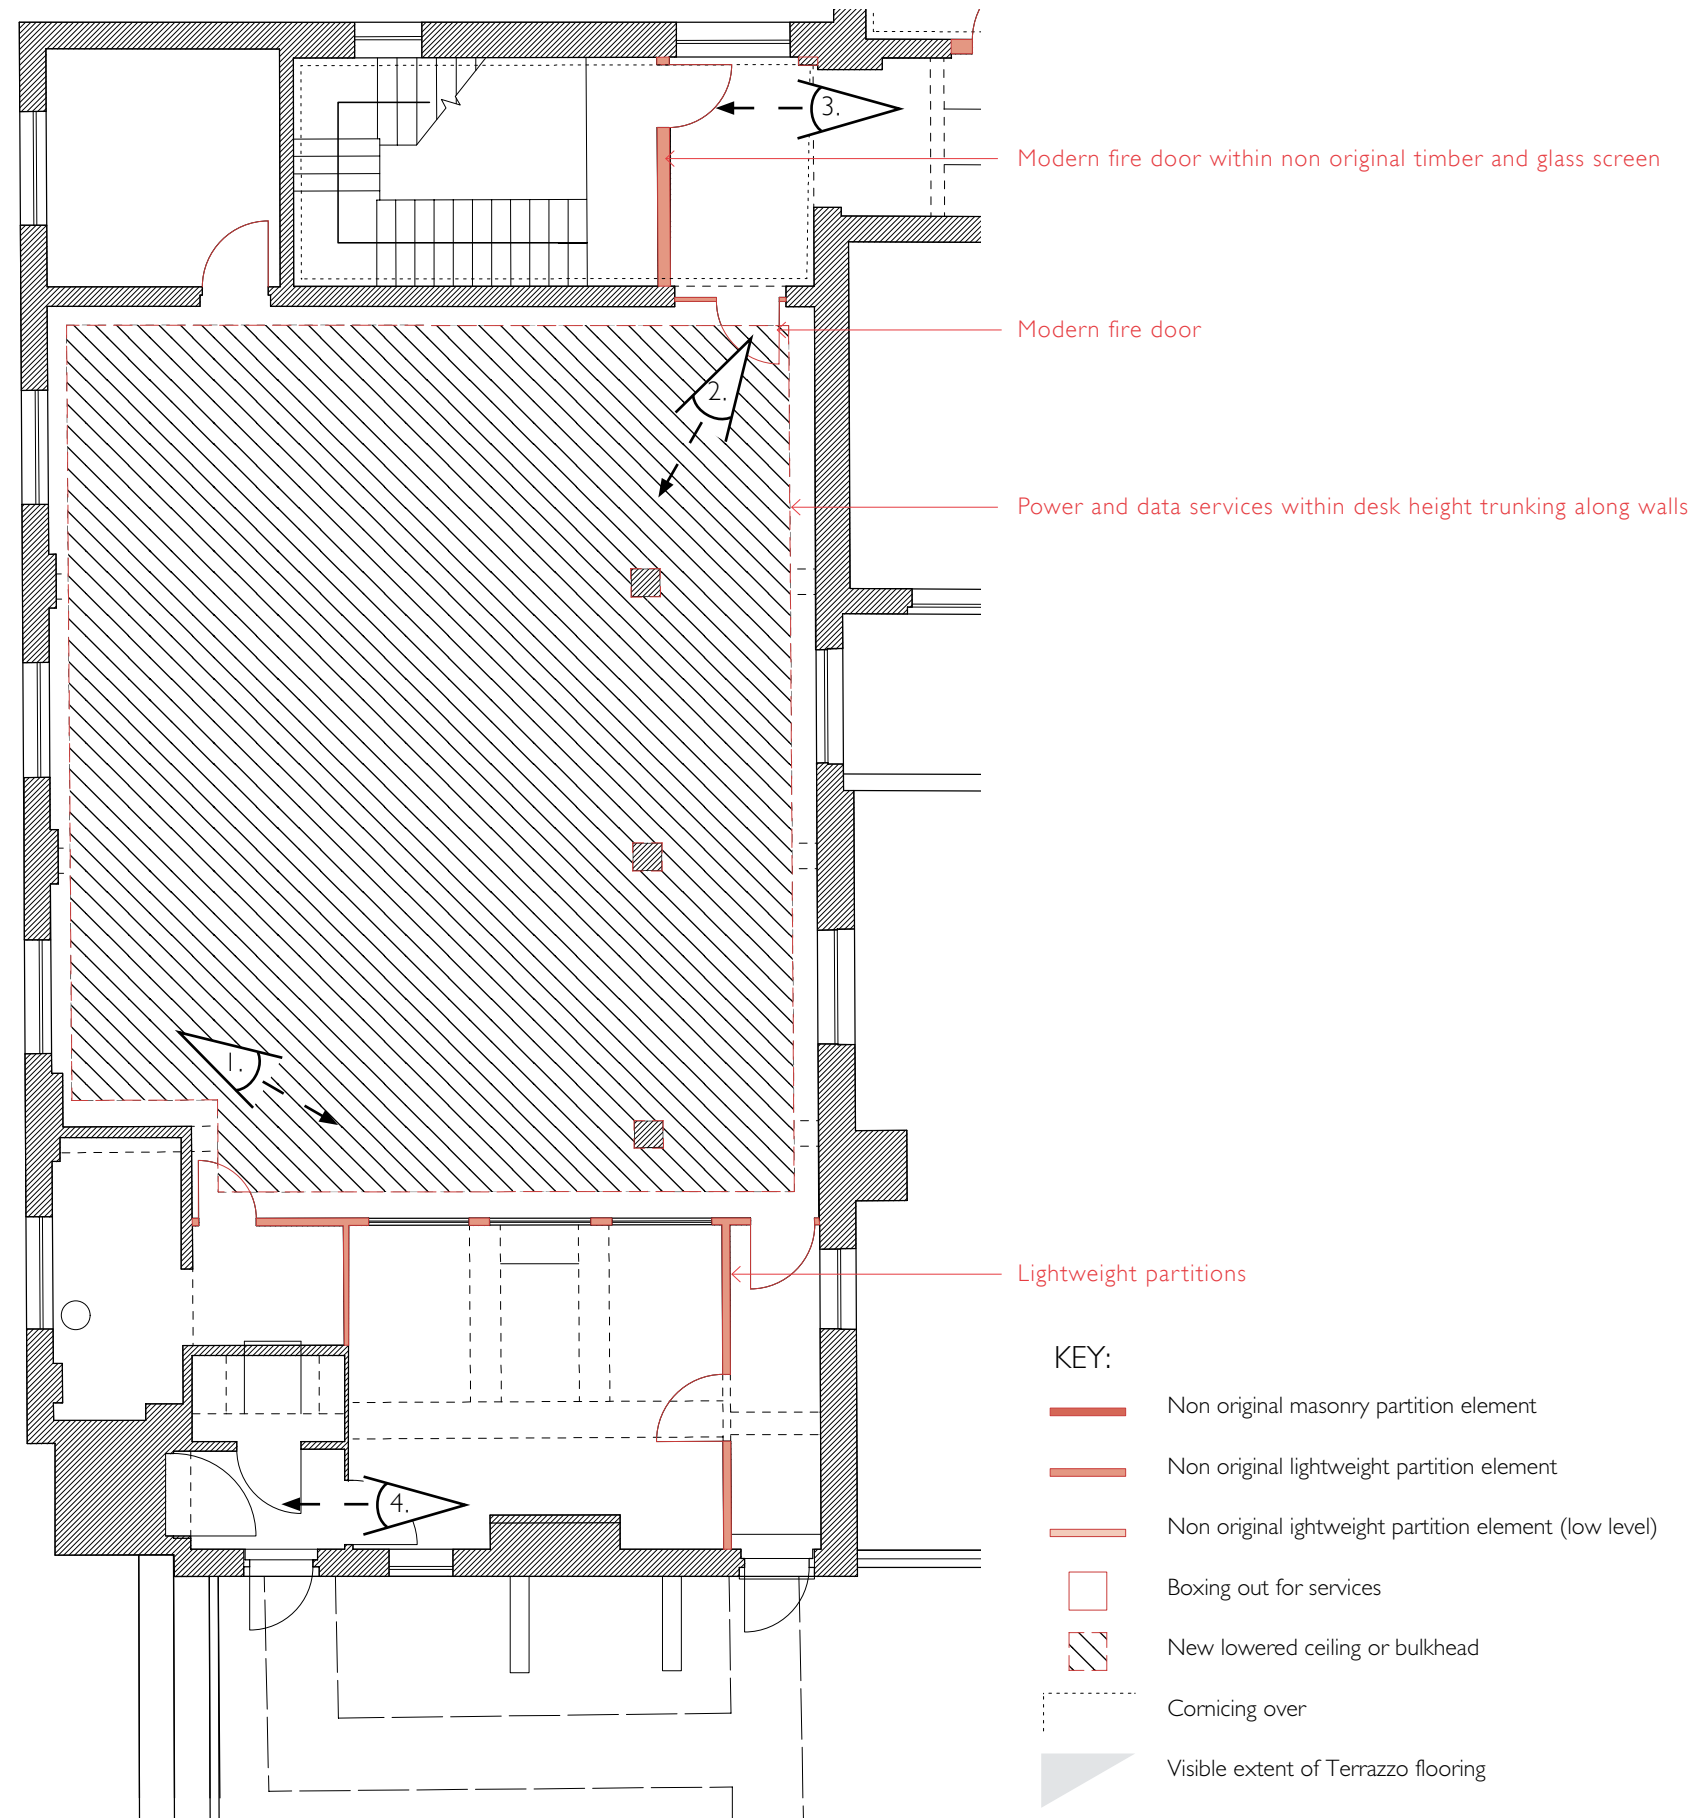 3.
Modern fire door within non original timber and glass screen
Modern fire door
2.
Power and data services within desk height trunking along walls
1.
Lightweight partitions
KEY:
Non original masonry partition element
Non original lightweight partition element
4.
Non original ightweight partition element (low level)
Boxing out for services
New lowered ceiling or bulkhead
Cornicing over
Visible extent of Terrazzo flooring